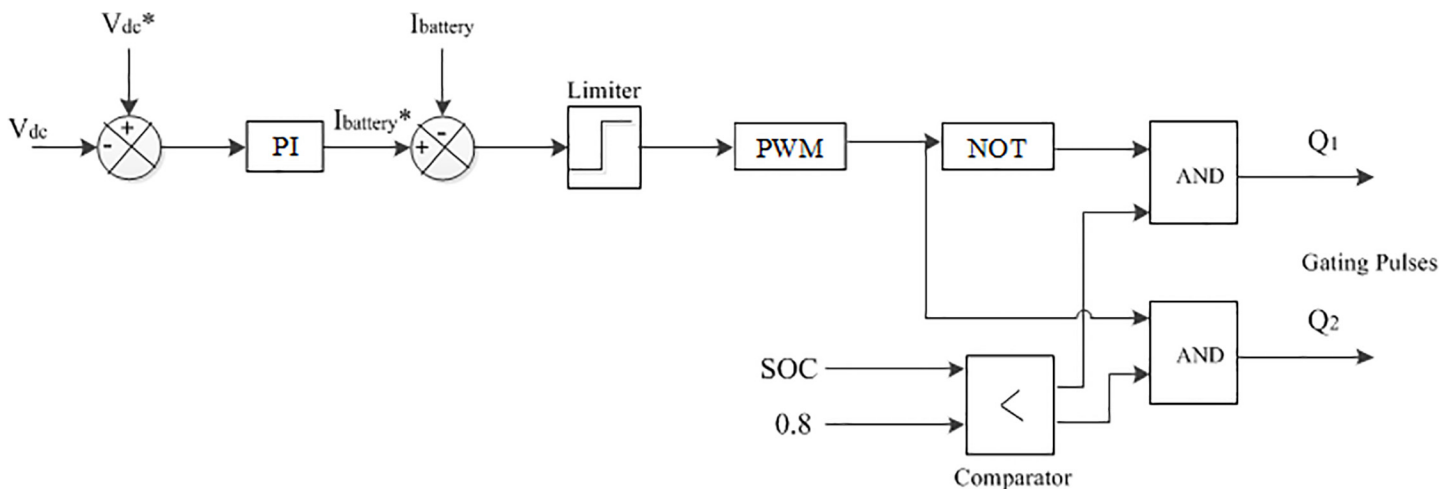 Vdc*
Ibattery
Limiter
Vdc
+
-
PI
Ibattery*
-
+
PWM
NOT
AND
Q1
Gating Pulses
Q2
AND
SOC
0.8
<
Comparator